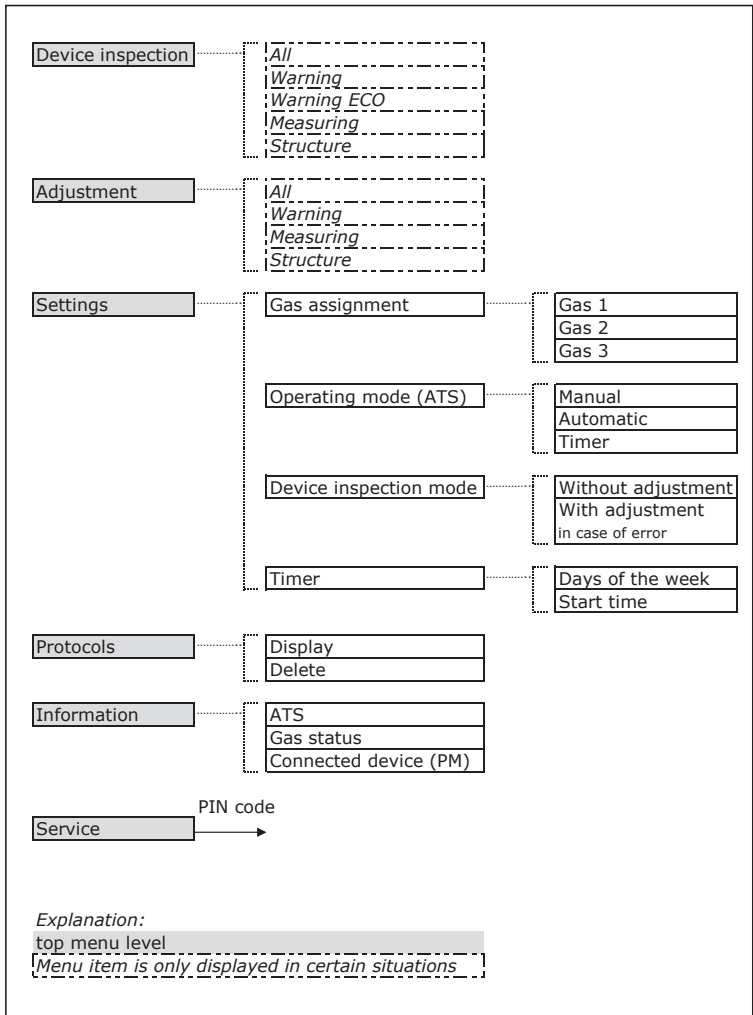 Device inspection
All
Warning
Warning ECO
Measuring
Structure
Adjustment
All
Warning
Measuring
Structure
Settings
Gas assignment
Gas 1
Gas 2
Gas 3
Operating mode (ATS)
Manual
Automatic
Timer
Device inspection mode
Without adjustment
With adjustment
in case of error
Timer
Days of the week
Start time
Protocols
Display
Delete
Information
ATS
Gas status
Connected device (PM)
PIN code
Service
Explanation:
top menu level
Menu item is only displayed in certain situations